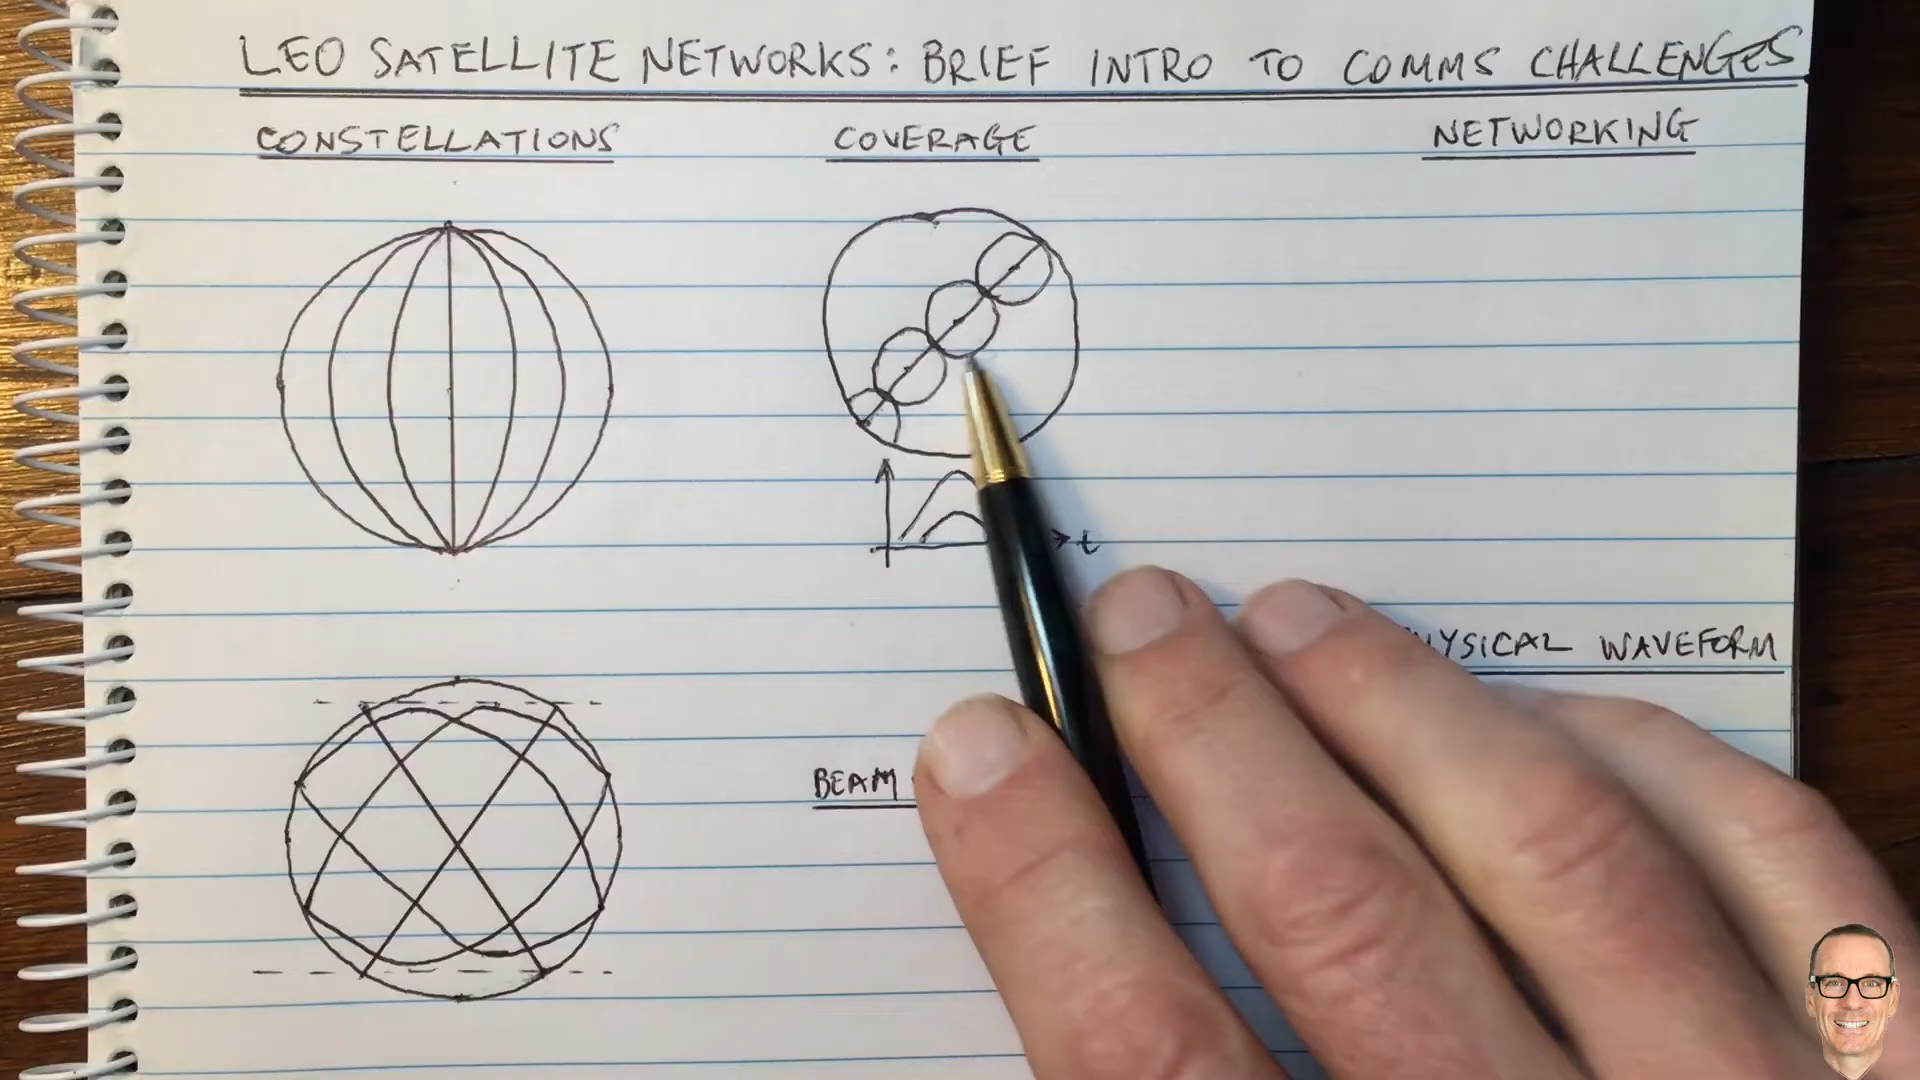 LEO SATELLITE NETWORKS: BRIEF INTRO TO COMMS CHALLENGES
CONSTELLATIONS
COVERAGE
NETWORKING
t
WAVEFORM
BEAM